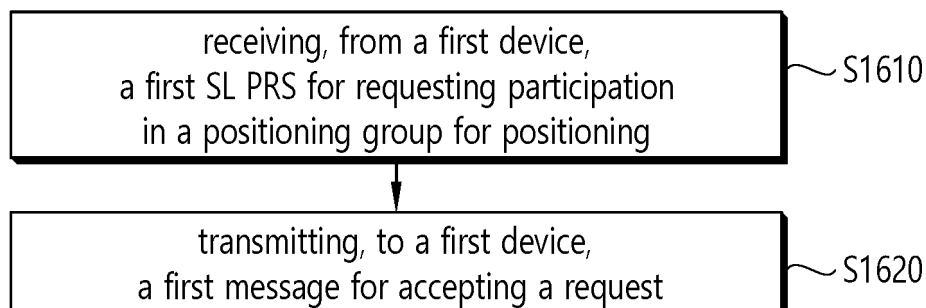 receiving, from a first device,
a first SL PRS for requesting participation
in a positioning group for positioning
S1610
transmitting, to a first device,
a first message for accepting a request
S1620